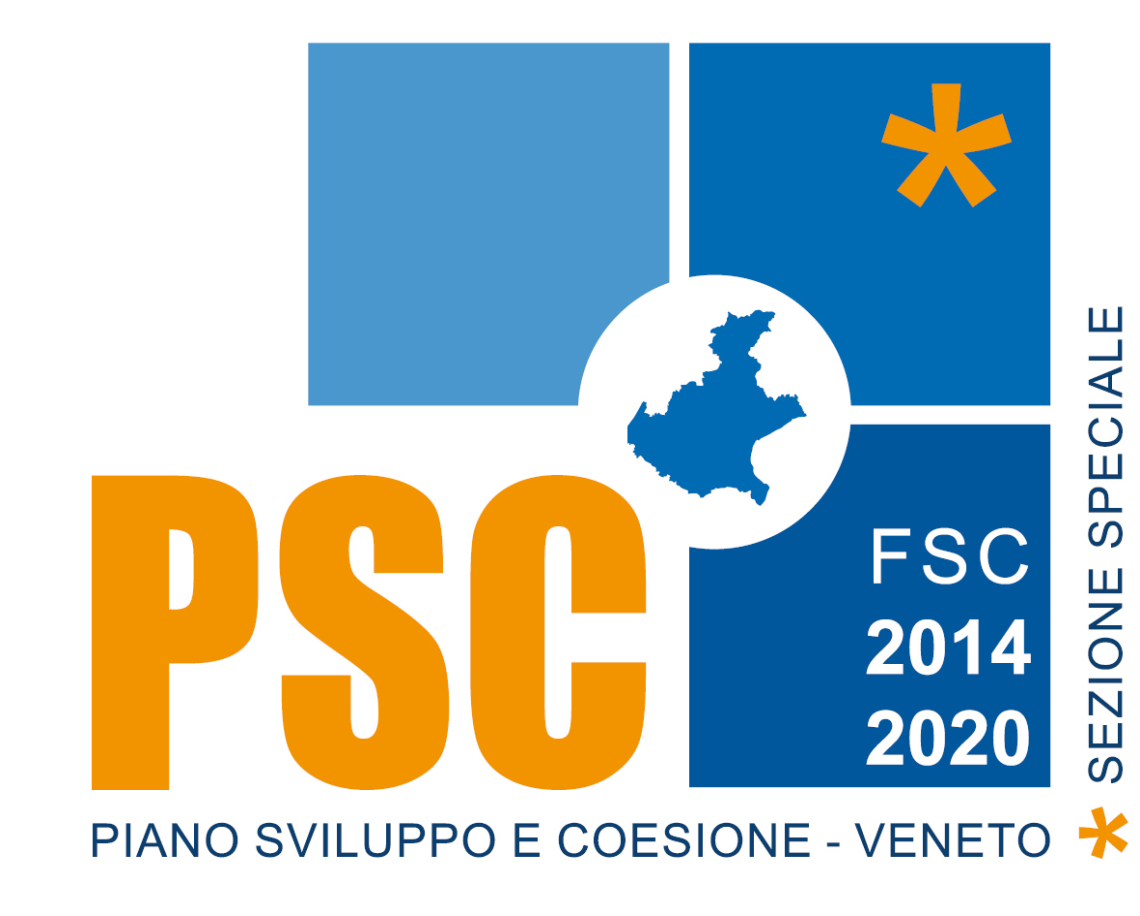 PSC
FSC
2014
2020
PIANO SVILUPPO E COESIONE - VENETO
* SEZIONE SPECIALE